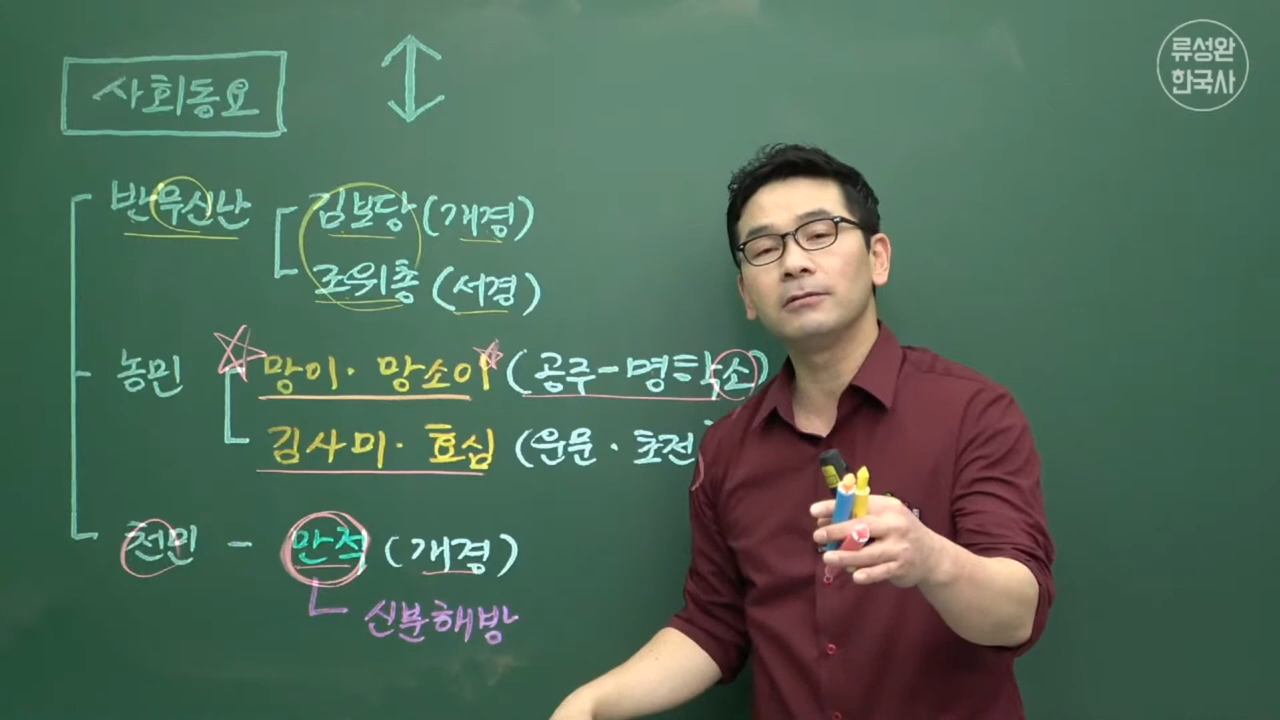 사회동요
류성완
한국사
반무신난
김보당 (개경)
조위총 (서경)
농민
망이·망소이 (공주-명학소)
김사미·효심 (운문·초전
천민 - 만적 (개경)
신분해방